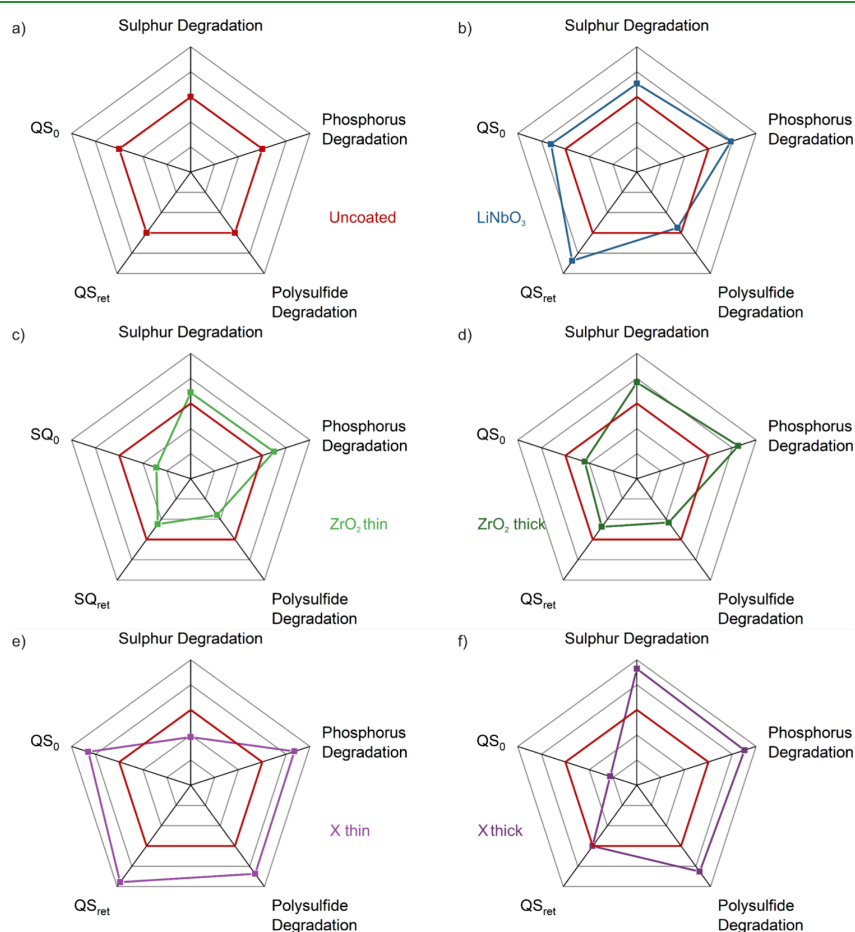 a)
Sulphur Degradation
QS0
Phosphorus
Degradation
Uncoated
QSret
Polysulfide
Degradation
b)
Sulphur Degradation
QS0
Phosphorus
Degradation
LiNbO3
QSret
Polysulfide
Degradation
c)
Sulphur Degradation
SQ0
Phosphorus
Degradation
ZrO2 thin
SQret
Polysulfide
Degradation
d)
Sulphur Degradation
QS0
Phosphorus
Degradation
ZrO2 thick
QSret
Polysulfide
Degradation
e)
Sulphur Degradation
QS0
Phosphorus
Degradation
X thin
QSret
Polysulfide
Degradation
f)
Sulphur Degradation
QS0
Phosphorus
Degradation
X thick
QSret
Polysulfide
Degradation